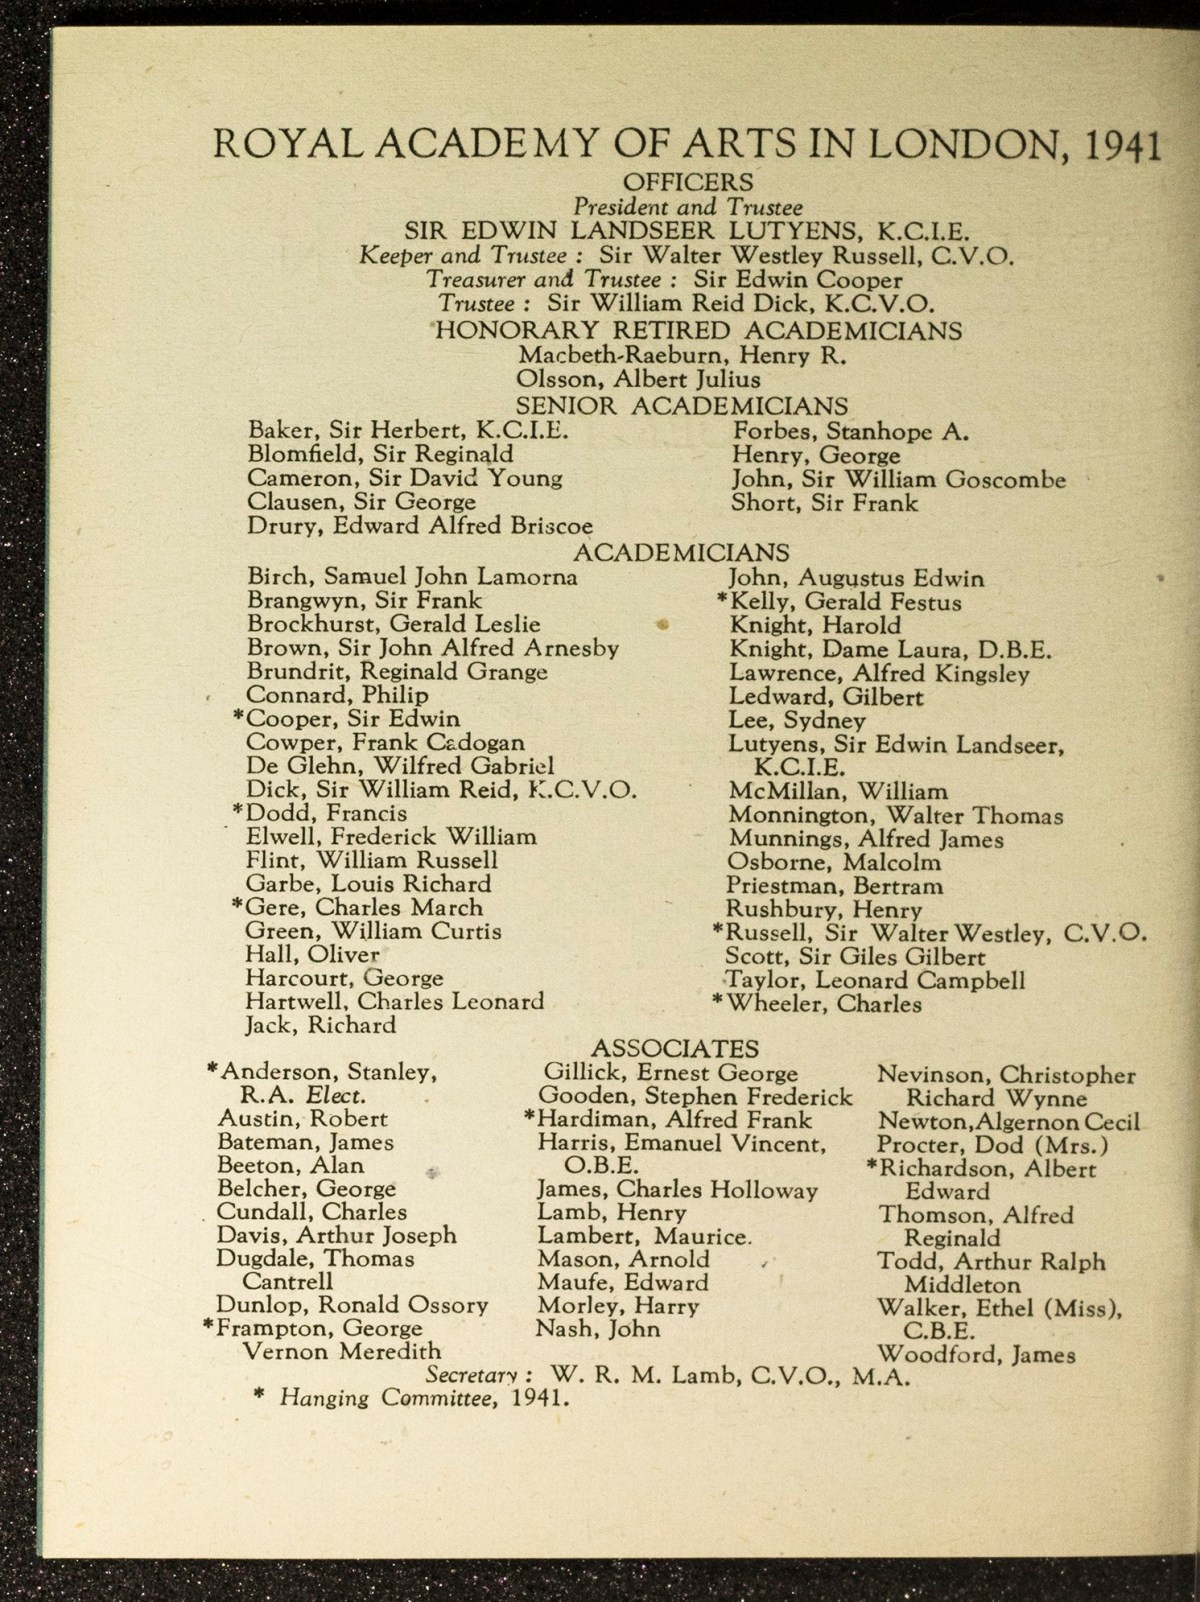 ROYAL ACADEMY OF ARTS IN LONDON, 1941
OFFICERS
President and Trustee
SIR EDWIN LANDSEER LUTYENS, K.C.I.E.
Keeper and Trustee : Sir Walter Westley Russell, C.V.O.
Treasurer and Trustee : Sir Edwin Cooper
Trustee : Sir William Reid Dick, K.C.V.O.
HONORARY RETIRED ACADEMICIANS
Macbeth-Raeburn, Henry R.
Olsson, Albert Julius
SENIOR ACADEMICIANS
Baker, Sir Herbert, K.C.I.E.
Blomfield, Sir Reginald
Cameron, Sir David Young
Clausen, Sir George
Drury, Edward Alfred Briscoe
Forbes, Stanhope A.
Henry, George
John, Sir William Goscombe
Short, Sir Frank
ACADEMICIANS
Birch, Samuel John Lamorna
Brangwyn, Sir Frank
Brockhurst, Gerald Leslie
Brown, Sir John Alfred Arnesby
Brundrit, Reginald Grange
Connard, Philip
*Cooper, Sir Edwin
Cowper, Frank Cadogan
De Glehn, Wilfred Gabriel
Dick, Sir William Reid, K.C.V.O.
*Dodd, Francis
Elwell, Frederick William
Flint, William Russell
Garbe, Louis Richard
*Gere, Charles March
Green, William Curtis
Hall, Oliver
Harcourt, George
Hartwell, Charles Leonard
Jack, Richard
John, Augustus Edwin
*Kelly, Gerald Festus
Knight, Harold
Knight, Dame Laura, D.B.E.
Lawrence, Alfred Kingsley
Ledward, Gilbert
Lee, Sydney
Lutyens, Sir Edwin Landseer,
K.C.I.E.
McMillan, William
Monnington, Walter Thomas
Munnings, Alfred James
Osborne, Malcolm
Priestman, Bertram
Rushbury, Henry
*Russell, Sir Walter Westley, C.V.O.
Scott, Sir Giles Gilbert
Taylor, Leonard Campbell
*Wheeler, Charles
ASSOCIATES
*Anderson, Stanley,
R.A. Elect.
Austin, Robert
Bateman, James
Beeton, Alan
Belcher, George
Cundall, Charles
Davis, Arthur Joseph
Dugdale, Thomas
Cantrell
Dunlop, Ronald Ossory
*Frampton, George
Vernon Meredith
Gillick, Ernest George
Gooden, Stephen Frederick
*Hardiman, Alfred Frank
Harris, Emanuel Vincent,
O.B.E.
James, Charles Holloway
Lamb, Henry
Lambert, Maurice.
Mason, Arnold
Maufe, Edward
Morley, Harry
Nash, John
Nevinson, Christopher
Richard Wynne
Newton, Algernon Cecil
Procter, Dod (Mrs.)
*Richardson, Albert
Edward
Thomson, Alfred
Reginald
Todd, Arthur Ralph
Middleton
Walker, Ethel (Miss),
C.B.E.
Woodford, James
Secretary : W. R. M. Lamb, C.V.O., M.A.
* Hanging Committee, 1941.